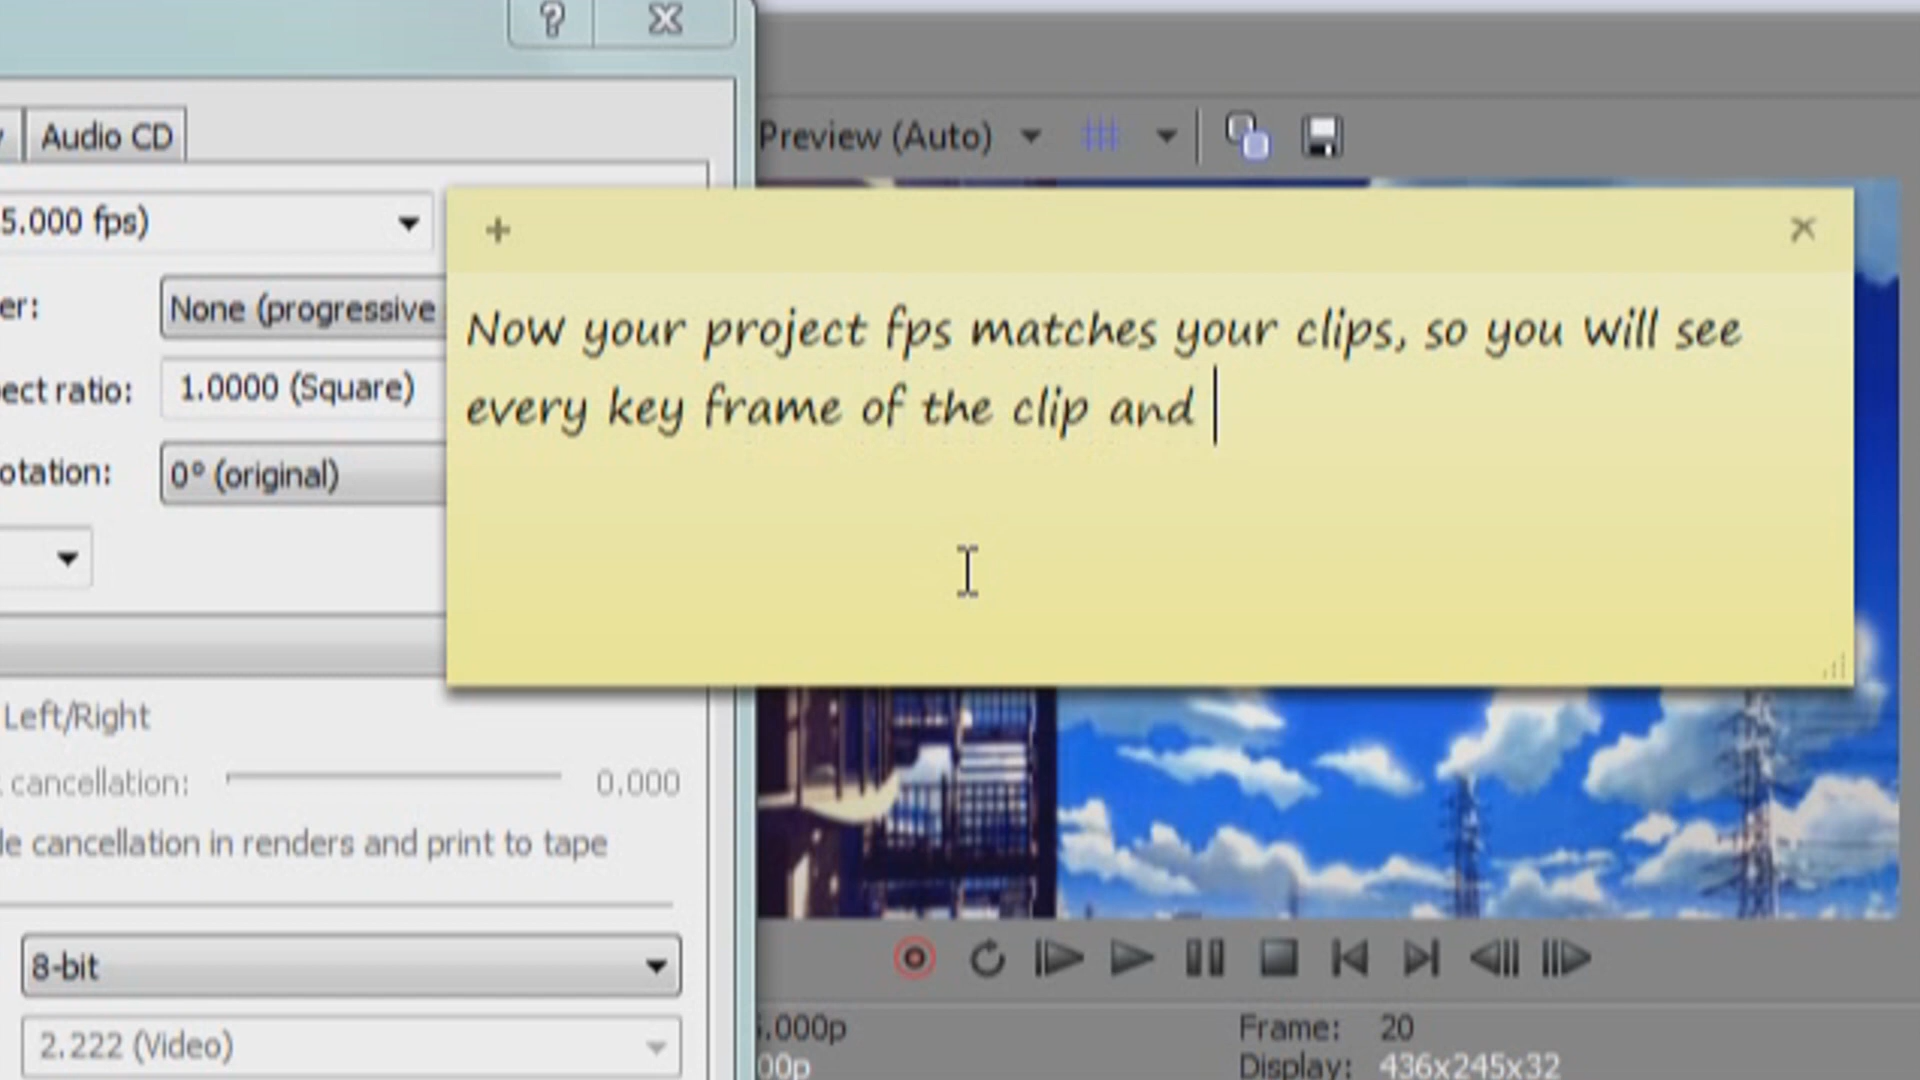 Audio CD
Preview (Auto)
5.000 fps)
er:
None (progressive
ect ratio:
1.0000 (Square)
otation:
0° (original)
Now your project fps matches your clips, so you will see
every key frame of the clip and
Left/Right
cancellation:
0.000
le cancellation in renders and print to tape
8-bit
2.222 (Video)
.000p
00p
Frame: 20
Display: 436x245x32